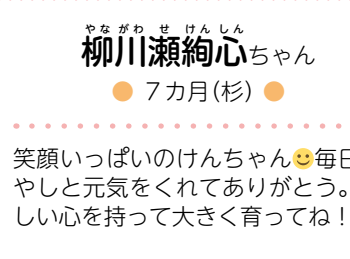 やながわ せ けんしん
柳川瀬絢心ちゃん
7カ月(杉)
笑顔いっぱいのけんちゃん😊毎日
やしと元気をくれてありがとう。
しい心を持って大きく育ってね！